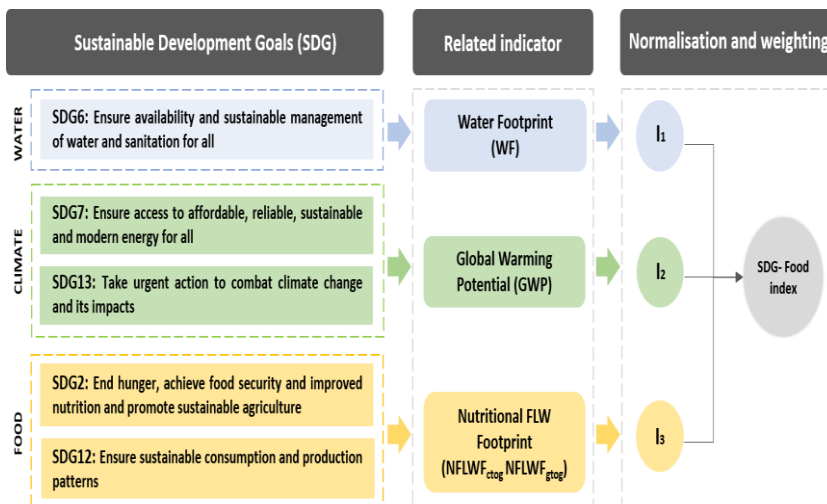 Sustainable Development Goals (SDG)
Related indicator
Normalisation and weighting
WATER
SDG6: Ensure availability and sustainable management
of water and sanitation for all
Water Footprint
(WF)
I₁
CLIMATE
SDG7: Ensure access to affordable, reliable, sustainable
and modern energy for all
SDG13: Take urgent action to combat climate change
and its impacts
Global Warming
Potential (GWP)
I₂
SDG- Food
index
FOOD
SDG2: End hunger, achieve food security and improved
nutrition and promote sustainable agriculture
SDG12: Ensure sustainable consumption and production
patterns
Nutritional FLW
Footprint
(NFLWF_ctog NFLWF_gtog)
I₃